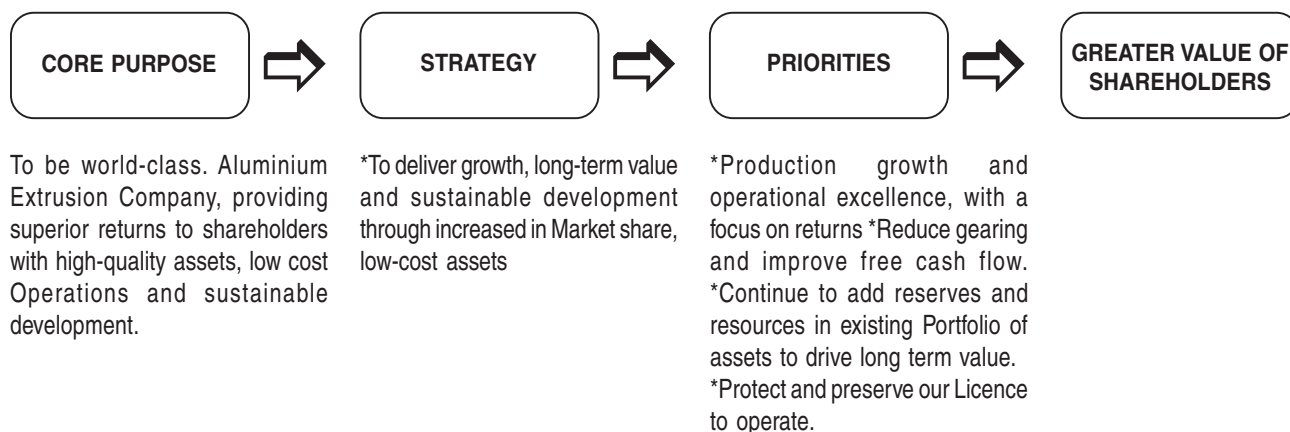 CORE PURPOSE
STRATEGY
PRIORITIES
GREATER VALUE OF
SHAREHOLDERS
To be world-class. Aluminium
Extrusion Company, providing
superior returns to shareholders
with high-quality assets, low cost
Operations and sustainable
development.
*To deliver growth, long-term value
and sustainable development
through increased in Market share,
low-cost assets
*Production growth and
operational excellence, with a
focus on returns *Reduce gearing
and improve free cash flow.
*Continue to add reserves and
resources in existing Portfolio of
assets to drive long term value.
*Protect and preserve our Licence
to operate.